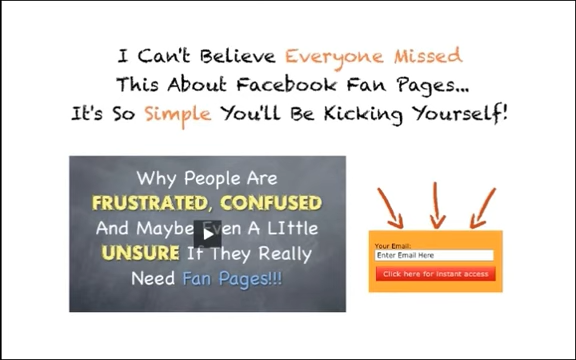 I Can't Believe Everyone Missed
This About Facebook Fan Pages...
It's So Simple You'll Be Kicking Yourself!
Why People Are
FRUSTRATED, CONFUSED
And Maybe Even A LIttle
UNSURE If They Really
Need Fan Pages!!!
Your Email:
Enter Email Here
Click here for instant access